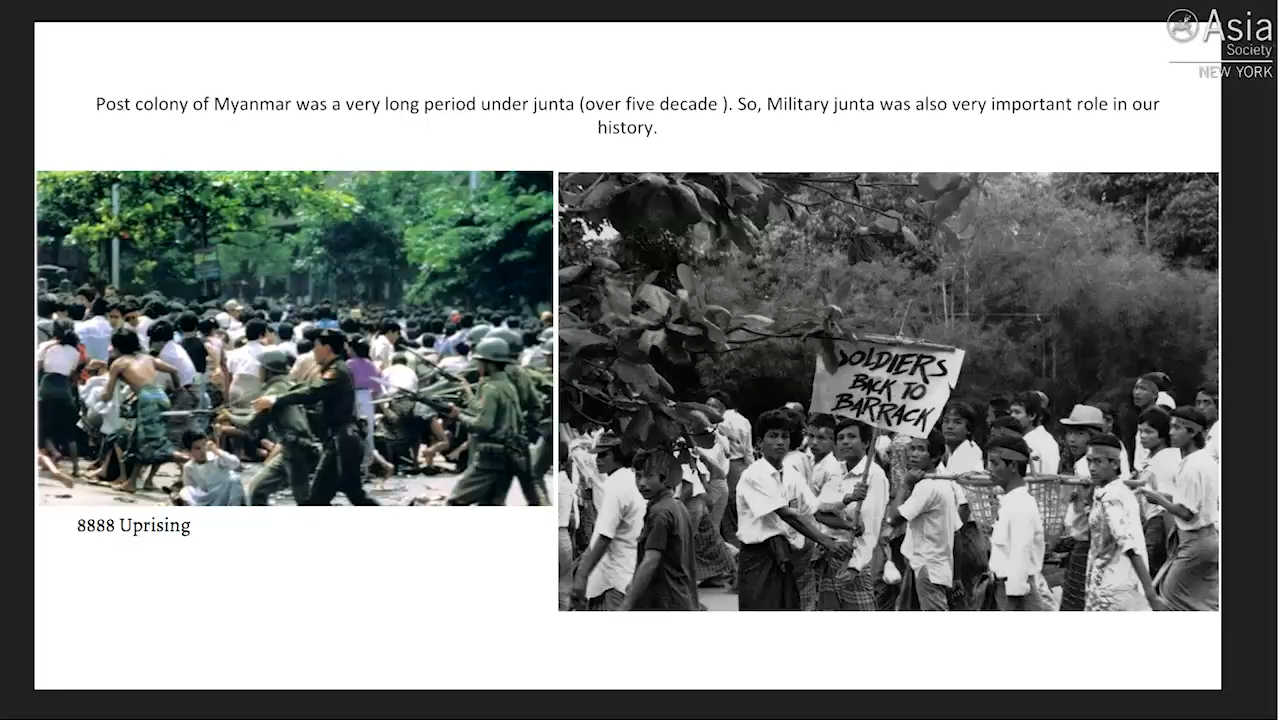 Asia
Society
NEW YORK
Post colony of Myanmar was a very long period under junta (over five decade ). So, Military junta was also very important role in our
history.
SOLDIERS
BACK TO
BARRACK
8888 Uprising